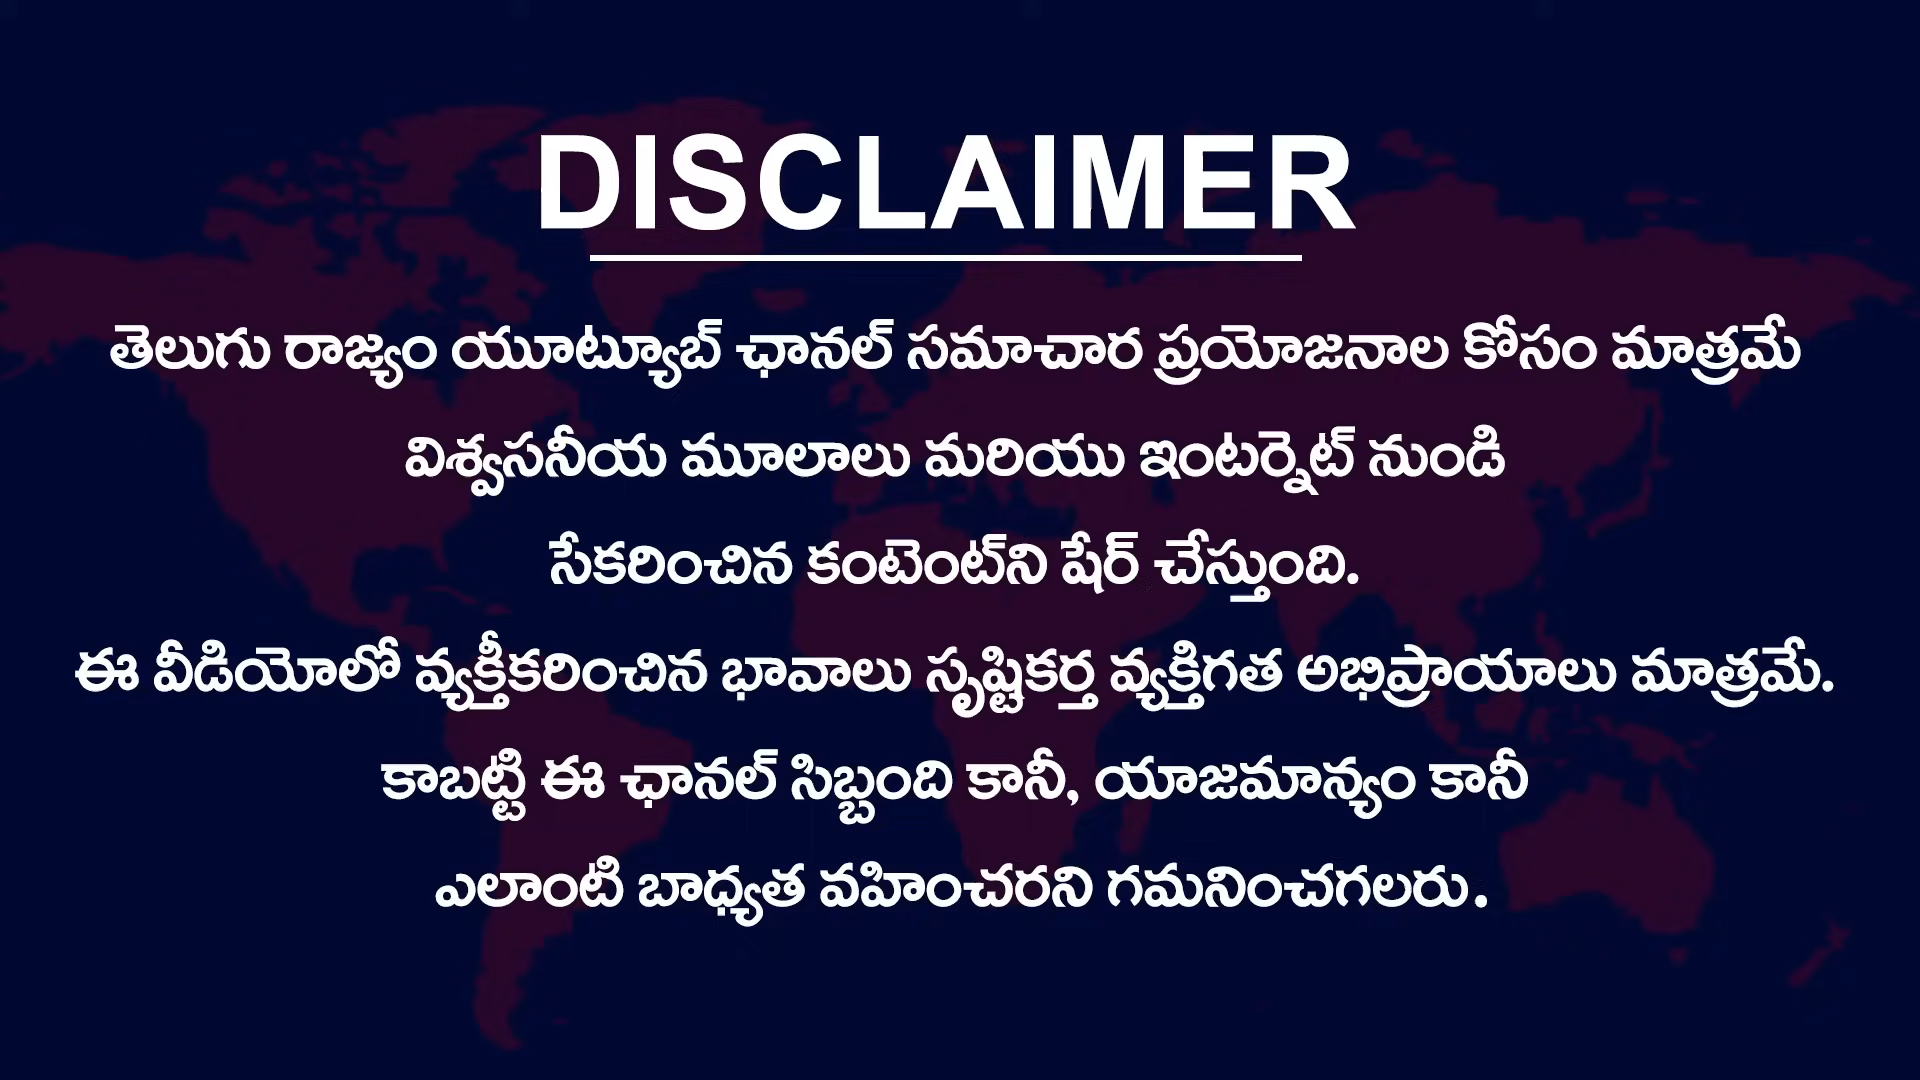 DISCLAIMER
తెలుగు రాజ్యం యూట్యూబ్ ఛానల్ సమాచార ప్రయోజనాల కోసం మాత్రమే
విశ్వసనీయ మూలాలు మరియు ఇంటర్నెట్ నుండి
సేకరించిన కంటెంట్‌ని షేర్ చేస్తుంది.
ఈ వీడియోలో వ్యక్తీకరించిన భావాలు సృష్టికర్త వ్యక్తిగత అభిప్రాయాలు మాత్రమే.
కాబట్టి ఈ ఛానల్ సిబ్బంది కానీ, యాజమాన్యం కానీ
ఎలాంటి బాధ్యత వహించరని గమనించగలరు.